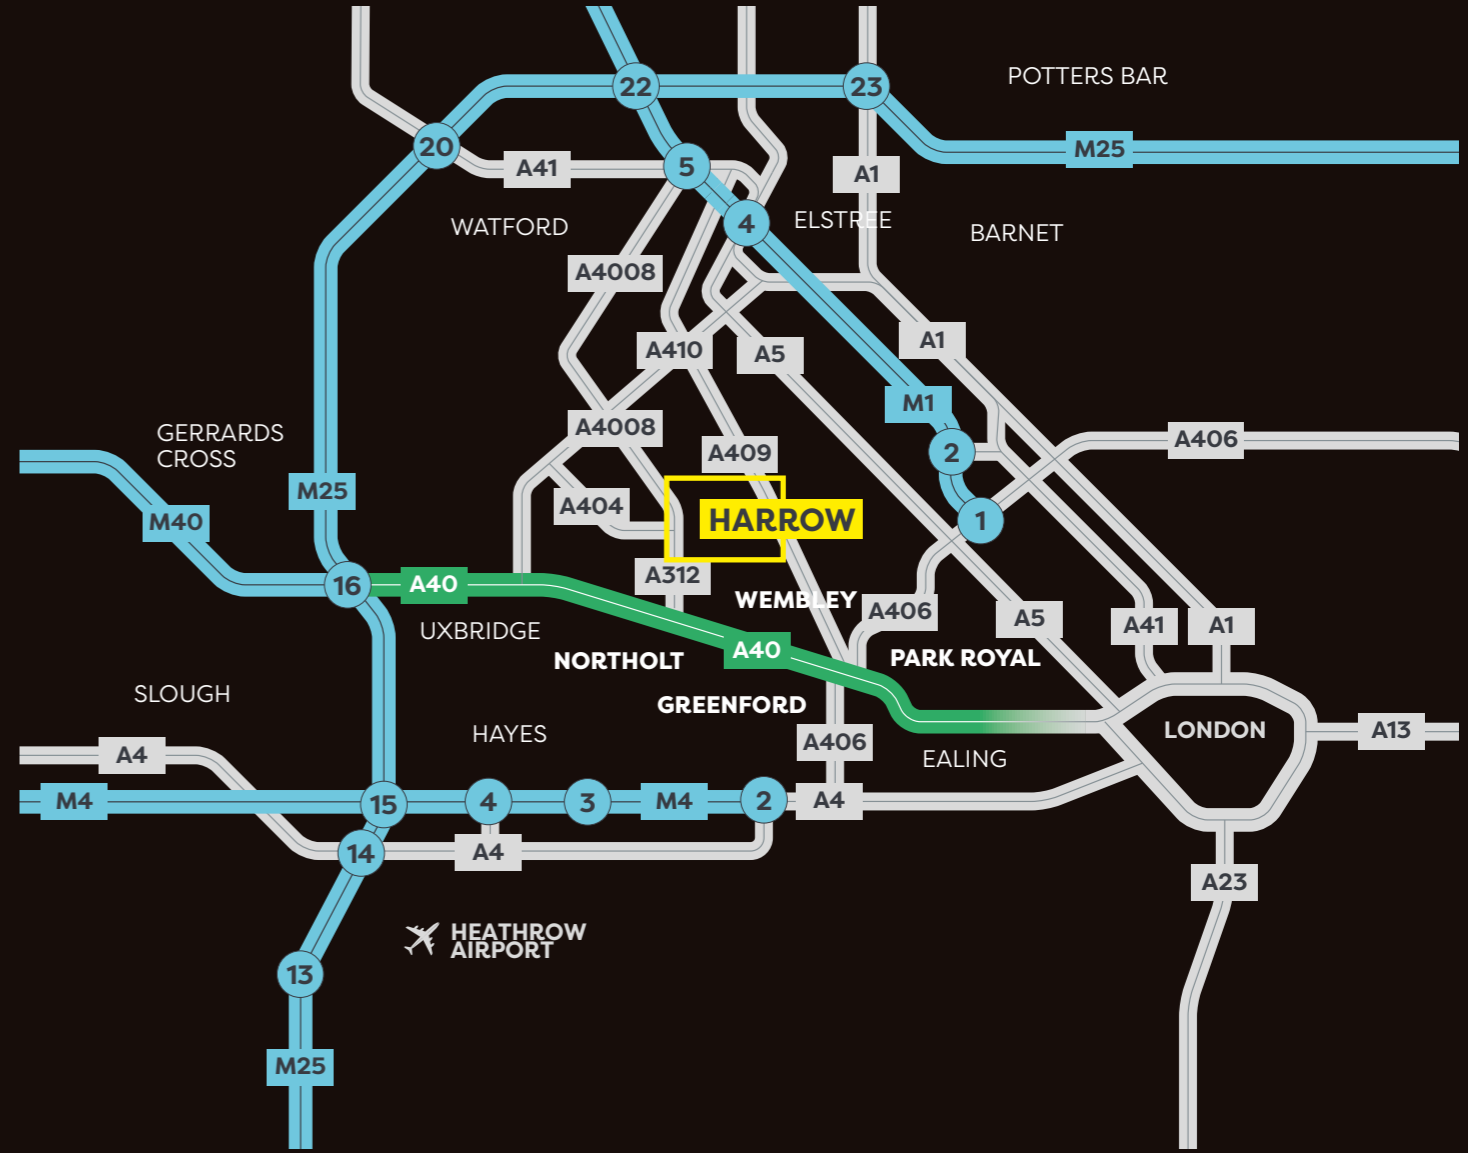 POTTERS BAR
22
23
20
M25
A41
5
A1
WATFORD
4
ELSTREE
BARNET
A4008
A410
A5
A1
M1
GERRARDS
CROSS
A4008
A409
2
A406
M25
M40
A404
HARROW
1
16
A40
A312
WEMBLEY
A406
A5
A41
A1
UXBRIDGE
NORTHOLT
A40
PARK ROYAL
SLOUGH
GREENFORD
HAYES
A406
EALING
LONDON
A13
A4
M4
15
4
3
M4
2
A4
14
A4
A23
HEATHROW
AIRPORT
13
M25